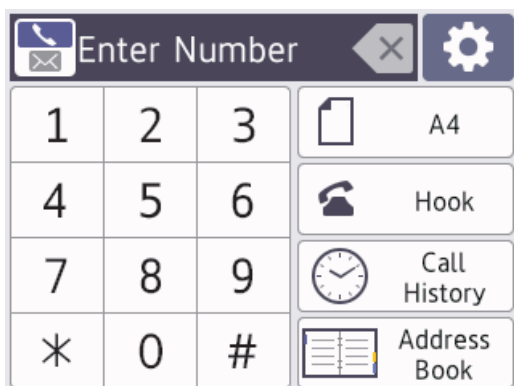 Enter Number
1 2 3
A4
4 5 6
Hook
7 8 9
Call
History
* 0 #
Address
Book